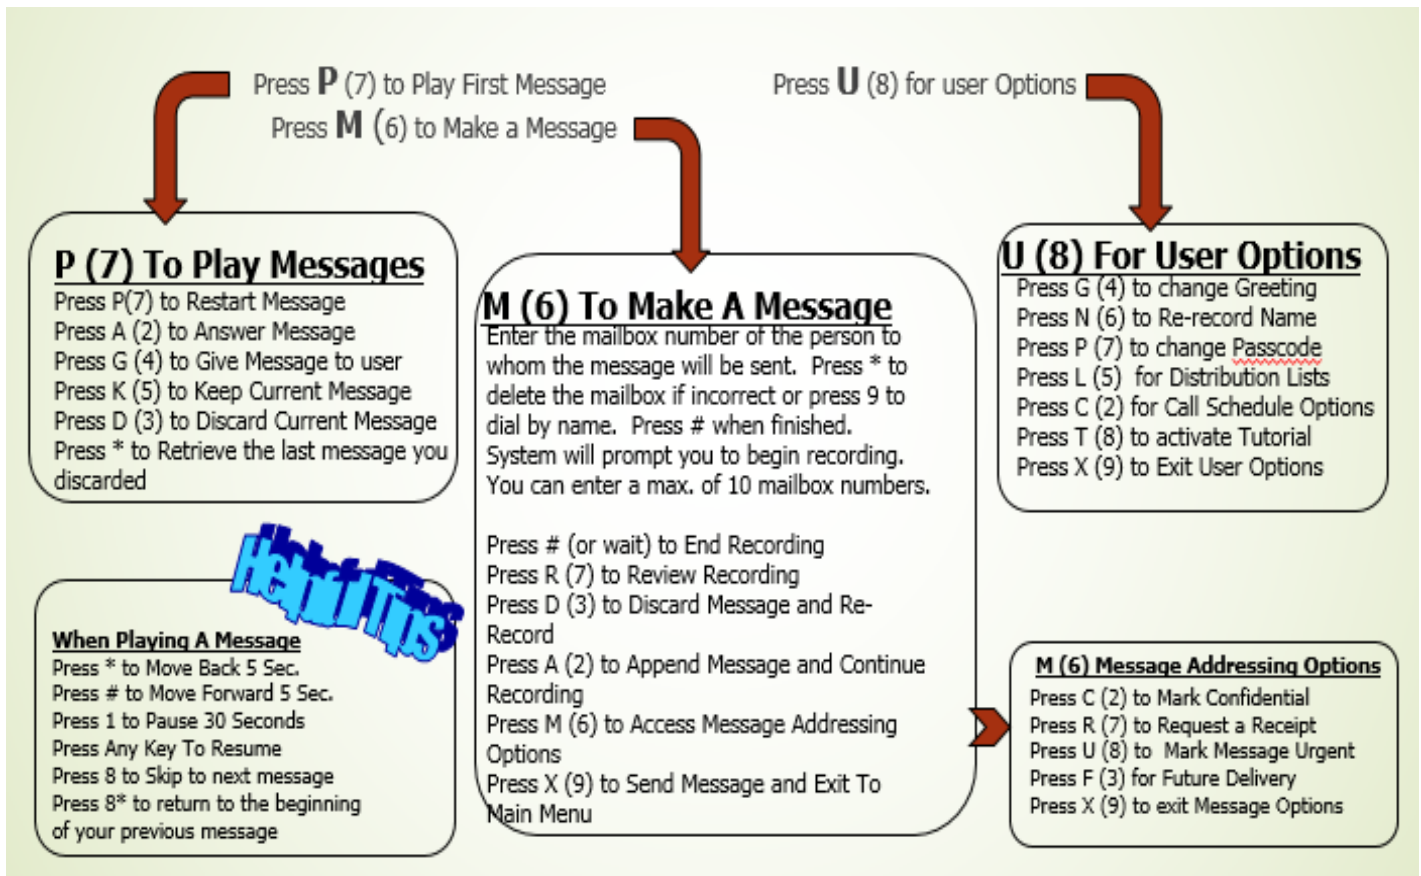 Press P (7) to Play First Message
Press M (6) to Make a Message
Press U (8) for user Options
P (7) To Play Messages
Press P(7) to Restart Message
Press A (2) to Answer Message
Press G (4) to Give Message to user
Press K (5) to Keep Current Message
Press D (3) to Discard Current Message
Press * to Retrieve the last message you
discarded
Helpful Tips
When Playing A Message
Press * to Move Back 5 Sec.
Press # to Move Forward 5 Sec.
Press 1 to Pause 30 Seconds
Press Any Key To Resume
Press 8 to Skip to next message
Press 8* to return to the beginning
of your previous message
M (6) To Make A Message
Enter the mailbox number of the person to
whom the message will be sent.  Press * to
delete the mailbox if incorrect or press 9 to
dial by name.  Press # when finished.
System will prompt you to begin recording.
You can enter a max. of 10 mailbox numbers.
Press # (or wait) to End Recording
Press R (7) to Review Recording
Press D (3) to Discard Message and Re-
Record
Press A (2) to Append Message and Continue
Recording
Press M (6) to Access Message Addressing
Options
Press X (9) to Send Message and Exit To
Main Menu
U (8) For User Options
Press G (4) to change Greeting
Press N (6) to Re-record Name
Press P (7) to change Passcode
Press L (5)  for Distribution Lists
Press C (2) for Call Schedule Options
Press T (8) to activate Tutorial
Press X (9) to Exit User Options
M (6) Message Addressing Options
Press C (2) to Mark Confidential
Press R (7) to Request a Receipt
Press U (8) to  Mark Message Urgent
Press F (3) for Future Delivery
Press X (9) to exit Message Options